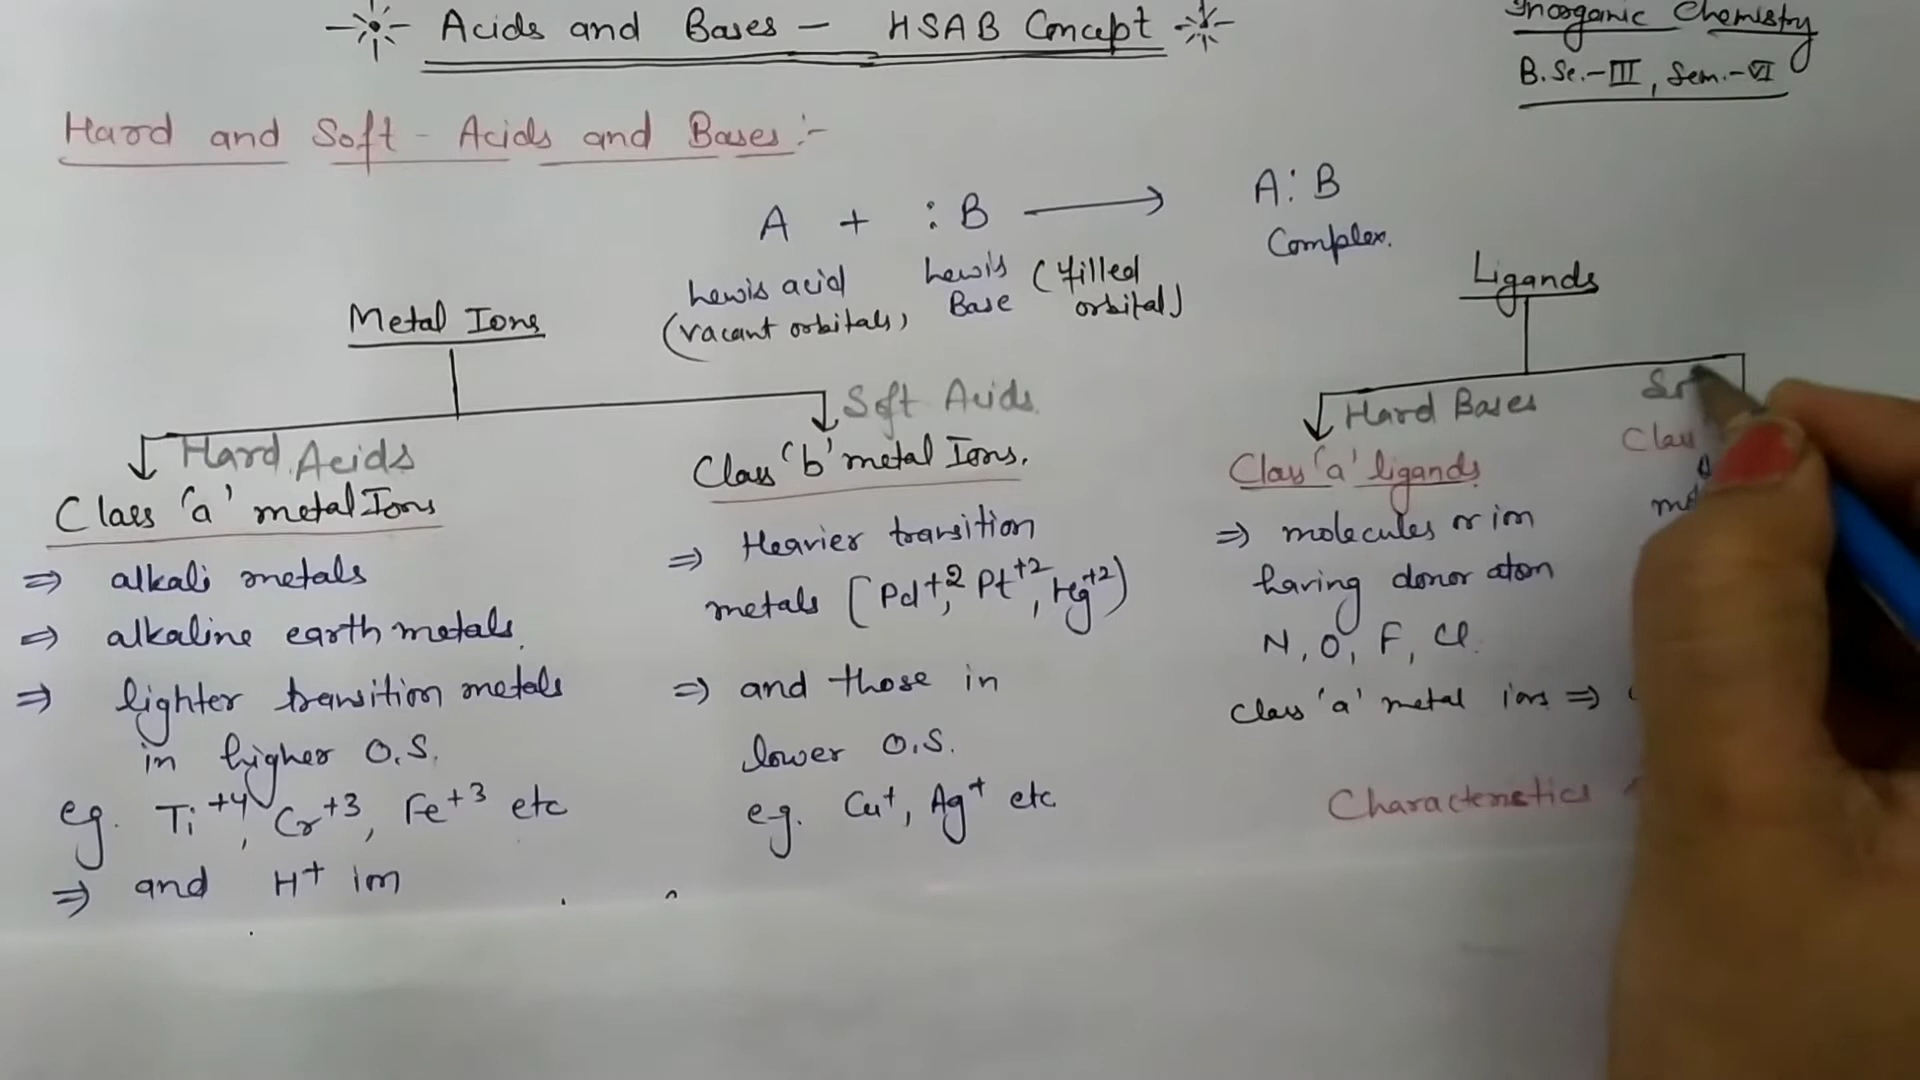 Acids and Bases – HSAB Concept
Inorganic Chemistry
B.Sc.-III, Sem.-VI
Hard and Soft - Acids and Bases :-
A + :B ⟶ A:B
Lewis acid
(vacant orbitals)
Lewis
Base
(filled
orbital)
Complex.
Metal Ions
Hard Acids
Class 'a' metal Ions
⇒ alkali metals
⇒ alkaline earth metals.
⇒ lighter transition metals
in higher O.S.
eg. Ti+4, Cr+3, Fe+3 etc
⇒ and H+ ion
Soft Acids
Class 'b' metal Ions.
⇒ Heavier transition
metals (Pd+2, Pt+2, Hg+2)
⇒ and those in
lower O.S.
e.g. Cu+, Ag+ etc
Ligands
Hard Bases
Class 'a' ligands
⇒ molecules or ion
having donor atom
N, O, F, Cl.
Class 'a' metal ions ⇒
Characteristics